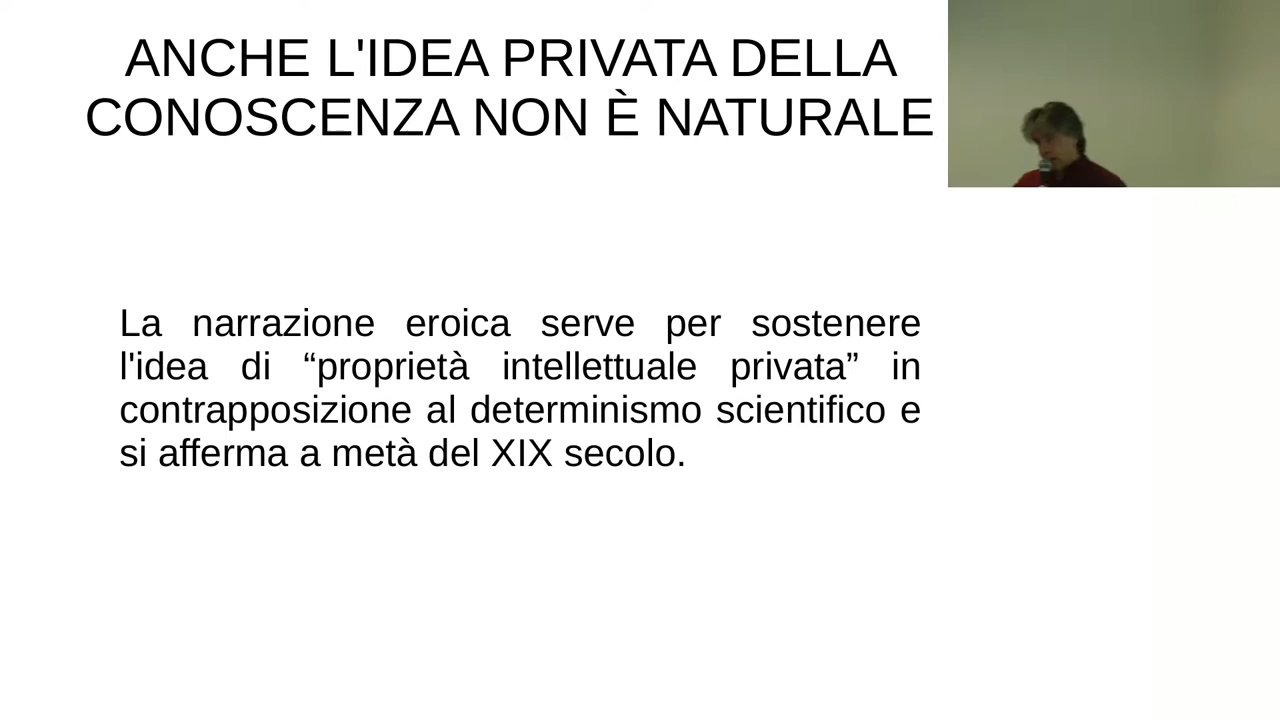 ANCHE L'IDEA PRIVATA DELLA
CONOSCENZA NON È NATURALE
La narrazione eroica serve per sostenere
l'idea di “proprietà intellettuale privata” in
contrapposizione al determinismo scientifico e
si afferma a metà del XIX secolo.